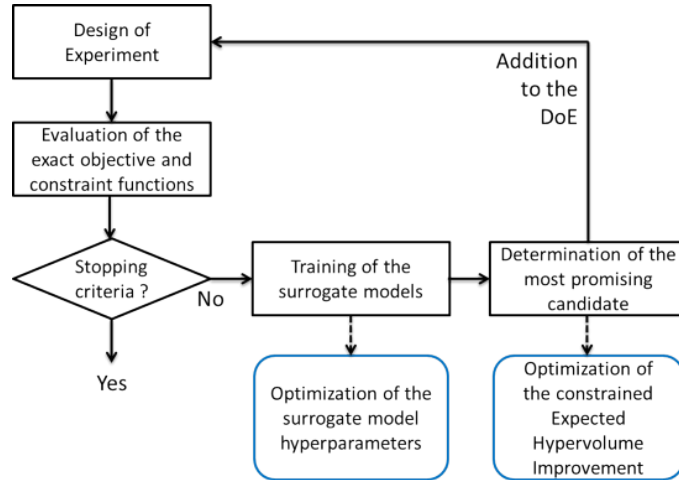 Design of
Experiment
Addition
to the
DoE
Evaluation of the
exact objective and
constraint functions
Stopping
criteria ?
No
Yes
Training of the
surrogate models
Determination of the
most promising
candidate
Optimization of the
surrogate model
hyperparameters
Optimization of
the constrained
Expected
Hypervolume
Improvement